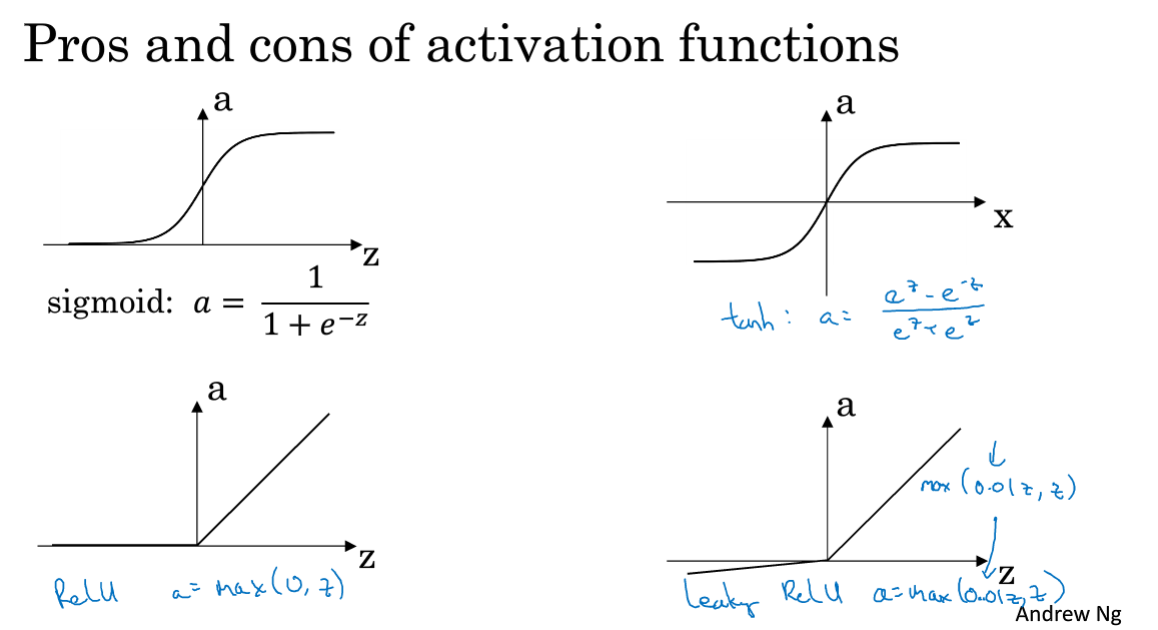 Pros and cons of activation functions
a
z
sigmoid: a = 1 / (1 + e^−z)
a
x
tanh: a= (e^z - e^-z) / (e^z + e^z)
a
z
ReLU a= max(0, z)
a
max (0.01z, z)
z
Leaky ReLU a=max(0.01z, z)
Andrew Ng